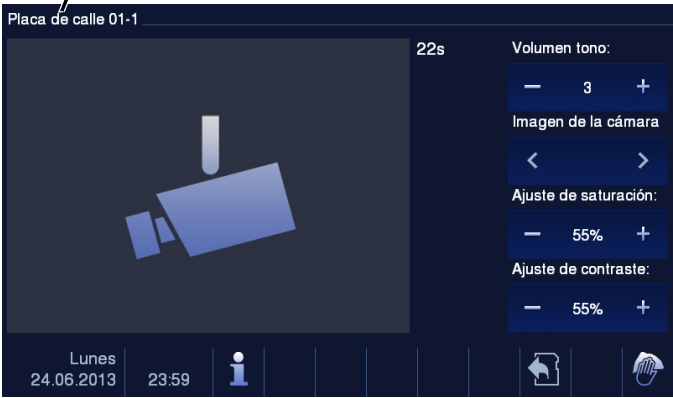 Placa de calle 01-1
22s
Volumen tono:
— 3 +
Imagen de la cámara
< >
Ajuste de saturación:
— 55% +
Ajuste de contraste:
— 55% +
Lunes
24.06.2013 23:59 i